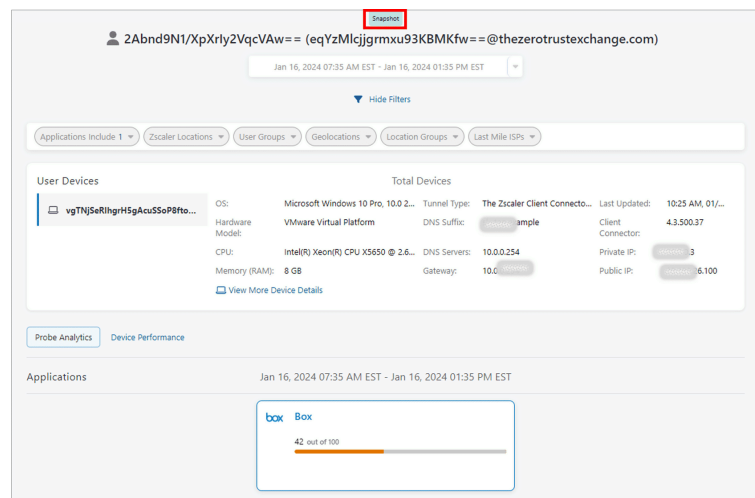 Snapshot
2Abnd9N1/XpXrIy2VqcVAw== (eqYzMlcjjgrmxu93KBMKfw==@thezerotrustexchange.com)
Jan 16, 2024 07:35 AM EST - Jan 16, 2024 01:35 PM EST
Hide Filters
Applications Include 1 Zscaler Locations User Groups Geolocations Location Groups Last Mile ISPs
User Devices Total Devices
vgTNjSeRlhgrH5gAcuSSoP8fto...
OS: Microsoft Windows 10 Pro, 10.0 2... Tunnel Type: The Zscaler Client Connecto... Last Updated: 10:25 AM, 01/...
Hardware Model: VMware Virtual Platform DNS Suffix: ample Client Connector: 4.3.500.37
CPU: Intel(R) Xeon(R) CPU X5650 @ 2.6... DNS Servers: 10.0.0.254 Private IP: 3
Memory (RAM): 8 GB Gateway: 10.0 Public IP: 6.100
View More Device Details
Probe Analytics Device Performance
Applications Jan 16, 2024 07:35 AM EST - Jan 16, 2024 01:35 PM EST
box Box
42 out of 100